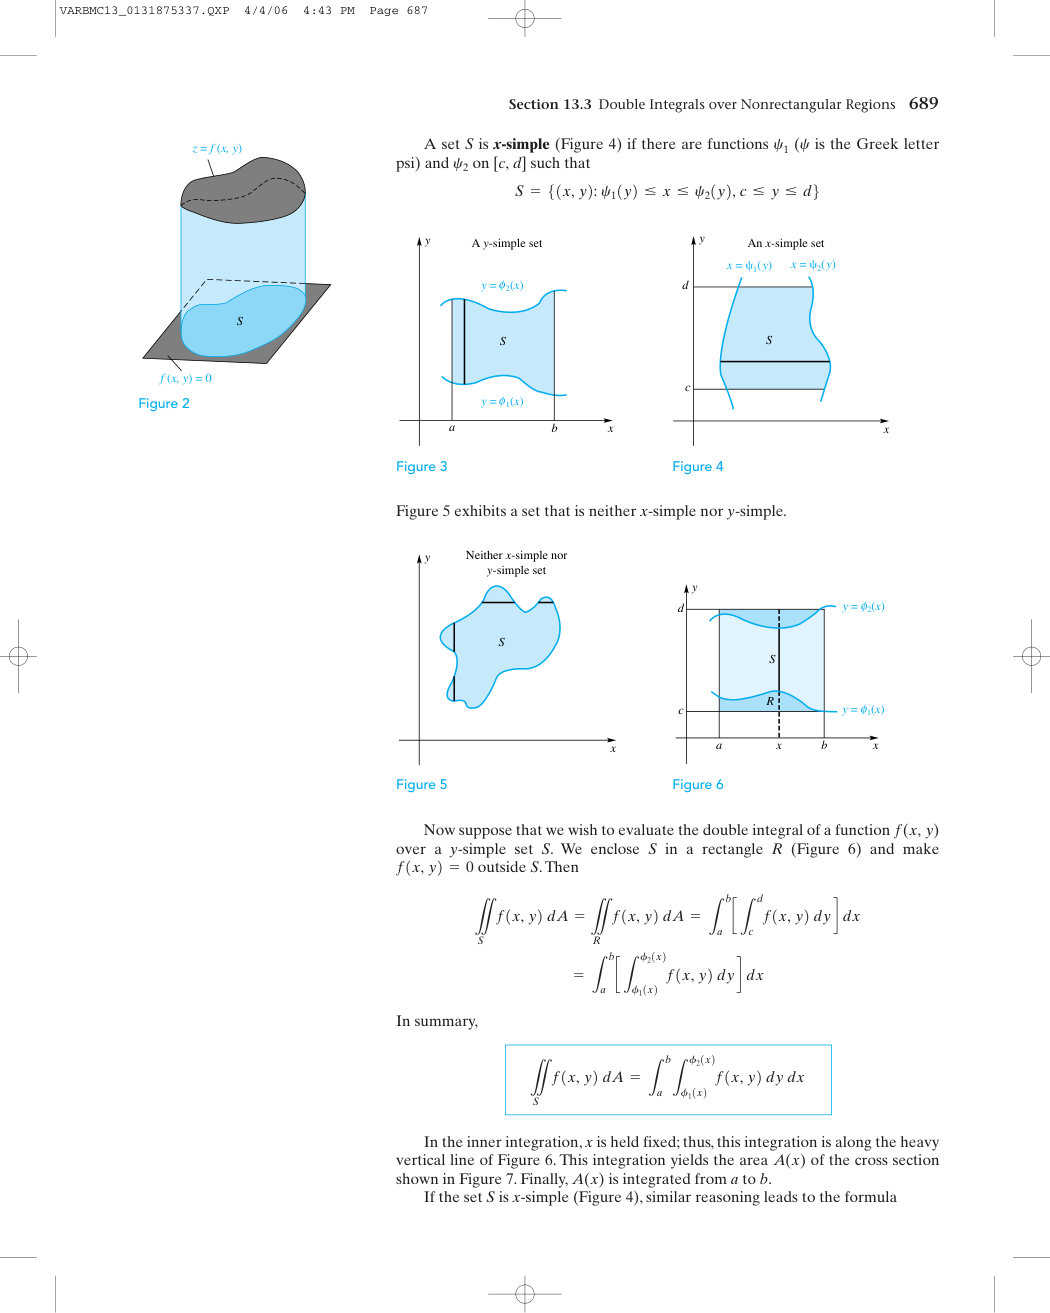 VARBMC13_0131875337.QXP 4/4/06 4:43 PM Page 687
Section 13.3 Double Integrals over Nonrectangular Regions 689
z = f(x, y)
S
f(x, y) = 0
Figure 2
A set S is x-simple (Figure 4) if there are functions ψ₁ (ψ is the Greek letter
psi) and ψ₂ on [c, d] such that
S = {(x, y): ψ₁(y) ≤ x ≤ ψ₂(y), c ≤ y ≤ d}
y
A y-simple set
y = ϕ₂(x)
S
y = ϕ₁(x)
a
b
x
Figure 3
y
An x-simple set
x = ψ₁(y)
x = ψ₂(y)
d
S
c
x
Figure 4
Figure 5 exhibits a set that is neither x-simple nor y-simple.
y
Neither x-simple nor
y-simple set
S
x
Figure 5
y
d
y = ϕ₂(x)
S
R
c
y = ϕ₁(x)
a
x
b
x
Figure 6
Now suppose that we wish to evaluate the double integral of a function f(x, y)
over a y-simple set S. We enclose S in a rectangle R (Figure 6) and make
f(x, y) = 0 outside S. Then
∬_S f(x, y) dA = ∬_R f(x, y) dA = ∫_a^b [∫_c^d f(x, y) dy] dx
= ∫_a^b [∫_{ϕ₁(x)}^{ϕ₂(x)} f(x, y) dy] dx
In summary,
∬_S f(x, y) dA = ∫_a^b ∫_{ϕ₁(x)}^{ϕ₂(x)} f(x, y) dy dx
In the inner integration, x is held fixed; thus, this integration is along the heavy
vertical line of Figure 6. This integration yields the area A(x) of the cross section
shown in Figure 7. Finally, A(x) is integrated from a to b.
If the set S is x-simple (Figure 4), similar reasoning leads to the formula